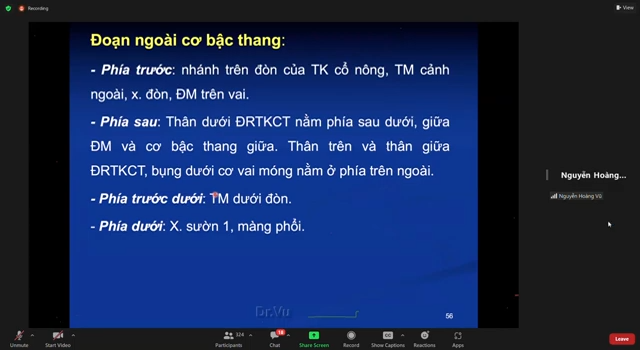 Recording
View
Đoạn ngoài cơ bậc thang:
- Phía trước: nhánh trên đòn của TK cổ nông, TM cảnh
ngoài, x. đòn, ĐM trên vai.
- Phía sau: Thân dưới ĐRTKCT nằm phía sau dưới, giữa
ĐM và cơ bậc thang giữa. Thân trên và thân giữa
ĐRTKCT, bụng dưới cơ vai móng nằm ở phía trên ngoài.
- Phía trước dưới: TM dưới đòn.
- Phía dưới: X. sườn 1, màng phổi.
Dr.Vu
56
Nguyễn Hoàng...
Nguyễn Hoàng Vũ
Unmute
Start Video
Participants
324
Chat
18
Share Screen
Record
Show Captions
Reactions
Apps
Leave